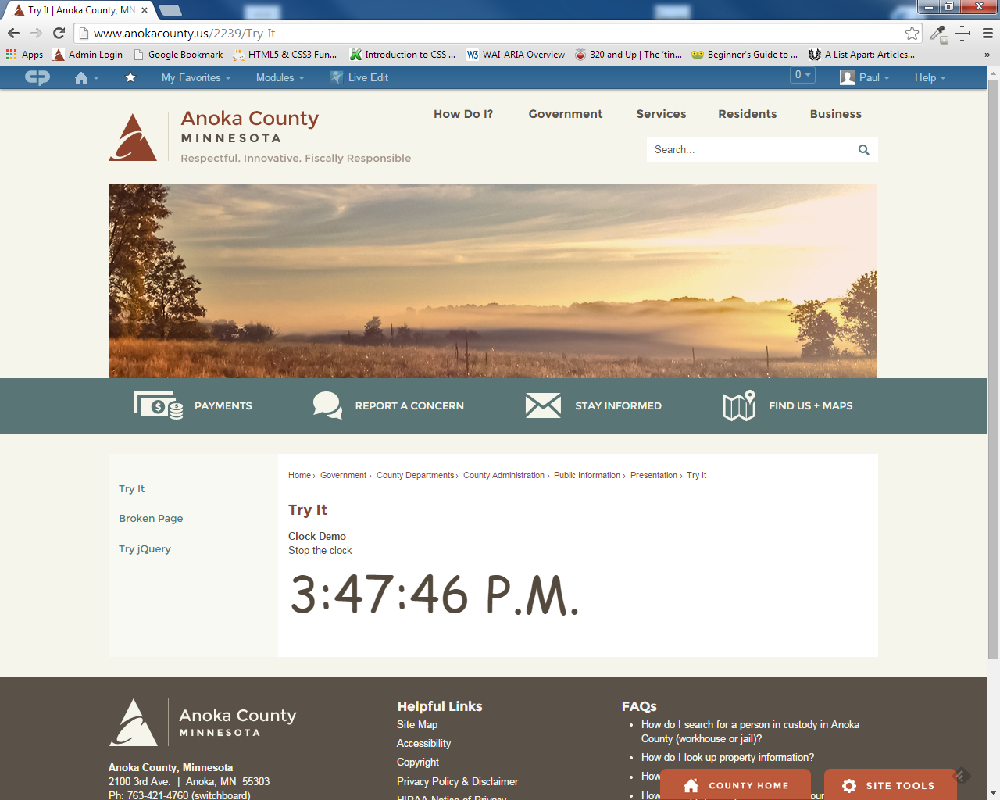 Try It | Anoka County, MN
www.anokacounty.us/2239/Try-It
Apps Admin Login Google Bookmark HTML5 & CSS3 Fun... Introduction to CSS ... WAI-ARIA Overview 320 and Up | The 'tin... Beginner's Guide to ... A List Apart: Articles... »
CP My Favorites Modules Live Edit 0 Paul Help
Anoka County
MINNESOTA
Respectful, Innovative, Fiscally Responsible
How Do I? Government Services Residents Business
Search...
PAYMENTS REPORT A CONCERN STAY INFORMED FIND US + MAPS
Try It
Broken Page
Try jQuery
Home › Government › County Departments › County Administration › Public Information › Presentation › Try It
Try It
Clock Demo
Stop the clock
3:47:46 P.M.
Anoka County
MINNESOTA
Anoka County, Minnesota
2100 3rd Ave. | Anoka, MN 55303
Ph: 763-421-4760 (switchboard)
Helpful Links
Site Map
Accessibility
Copyright
Privacy Policy & Disclaimer
HIPAA Notice of Privacy
FAQs
• How do I search for a person in custody in Anoka
County (workhouse or jail)?
• How do I look up property information?
• How
• How our
COUNTY HOME SITE TOOLS